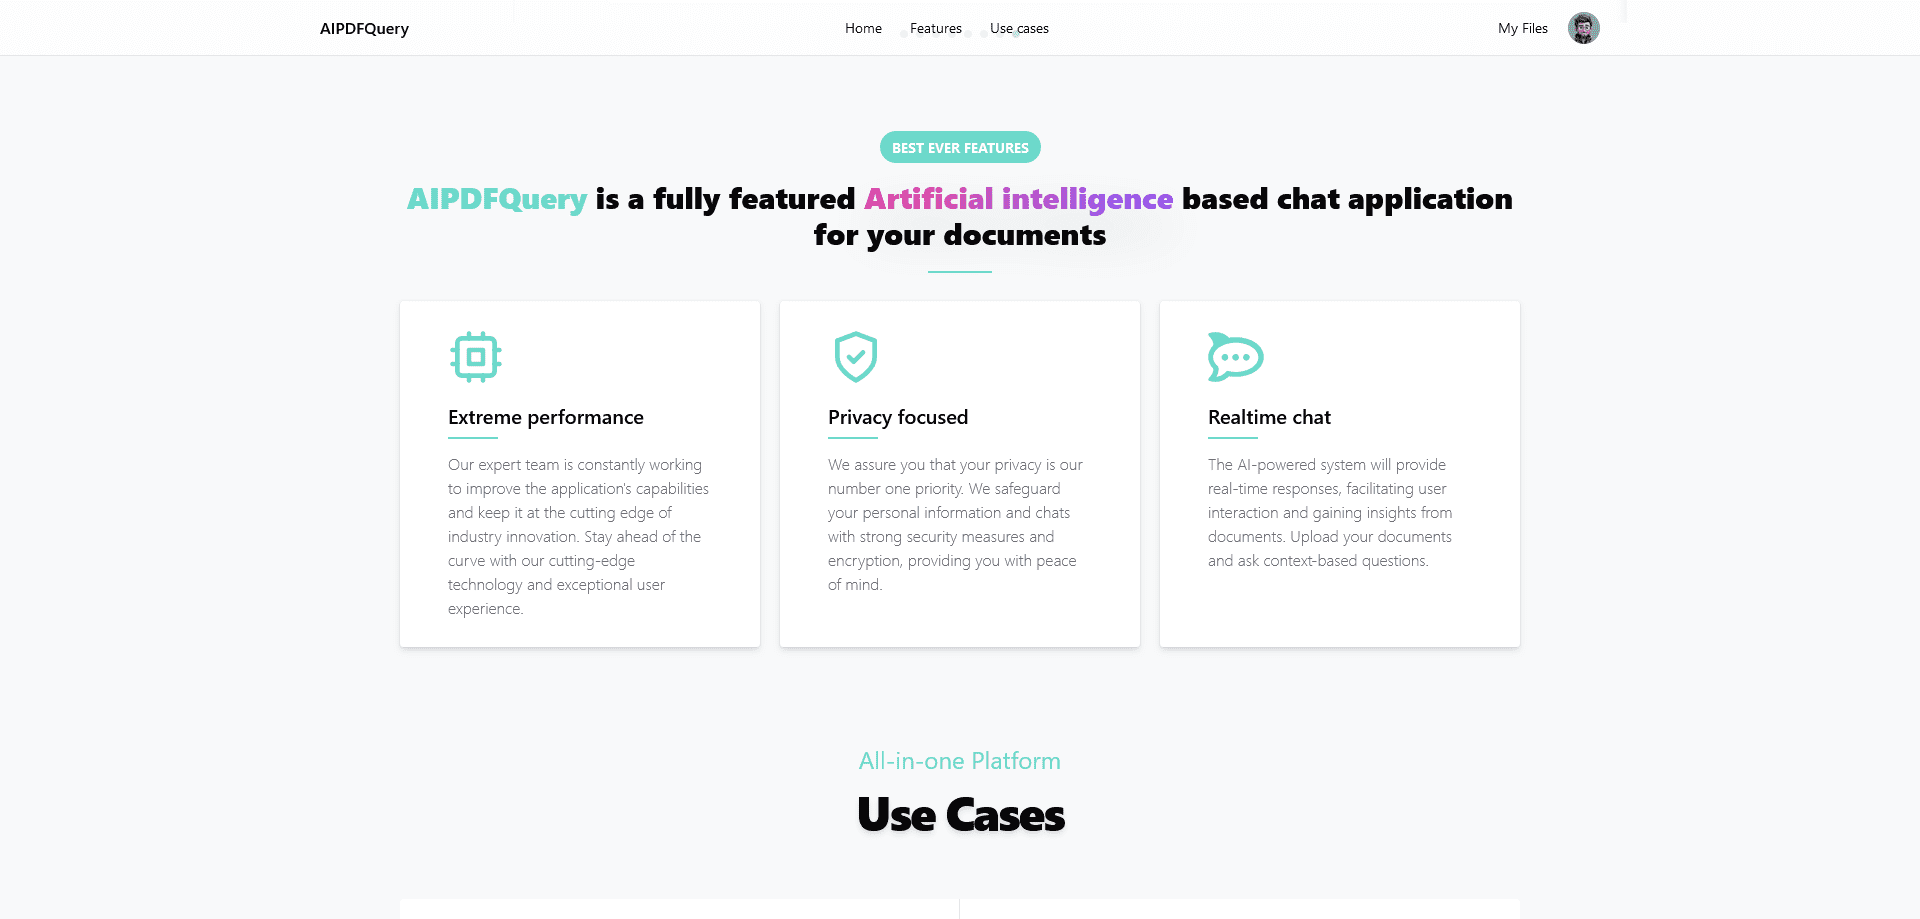 AIPDFQuery
Home Features Use cases
My Files
BEST EVER FEATURES
AIPDFQuery is a fully featured Artificial intelligence based chat application
for your documents
Extreme performance
Our expert team is constantly working
to improve the application's capabilities
and keep it at the cutting edge of
industry innovation. Stay ahead of the
curve with our cutting-edge
technology and exceptional user
experience.
Privacy focused
We assure you that your privacy is our
number one priority. We safeguard
your personal information and chats
with strong security measures and
encryption, providing you with peace
of mind.
Realtime chat
The AI-powered system will provide
real-time responses, facilitating user
interaction and gaining insights from
documents. Upload your documents
and ask context-based questions.
All-in-one Platform
Use Cases